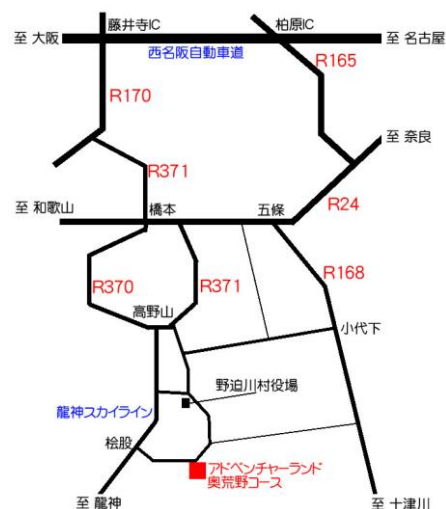 藤井寺IC
柏原IC
至 大阪
至 名古屋
西名阪自動車道
R165
R170
至 奈良
R371
R24
至 和歌山
橋本
五條
R168
R370
R371
高野山
小代下
野迫川村役場
龍神スカイライン
桧股
アドベンチャーランド
奥荒野コース
至 龍神
至 十津川